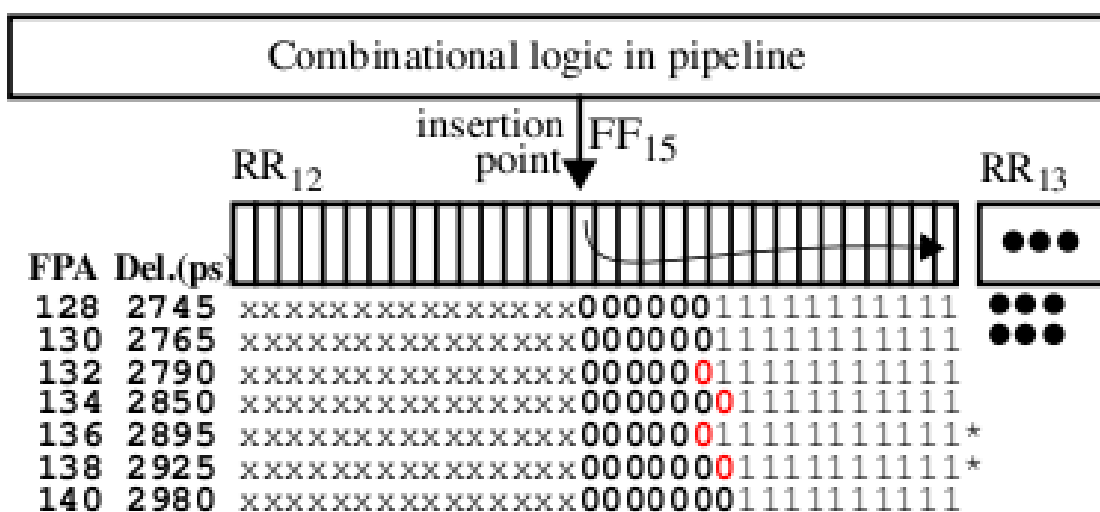 Combinational logic in pipeline
insertion point
FF15
RR12
RR13
FPA Del.(ps)
128 2745 xxxxxxxxxxxxxxx00000011111111111
130 2765 xxxxxxxxxxxxxxx00000011111111111
132 2790 xxxxxxxxxxxxxxx00000011111111111
134 2850 xxxxxxxxxxxxxxx00000001111111111
136 2895 xxxxxxxxxxxxxxx00000011111111111*
138 2925 xxxxxxxxxxxxxxx00000001111111111*
140 2980 xxxxxxxxxxxxxxx00000001111111111